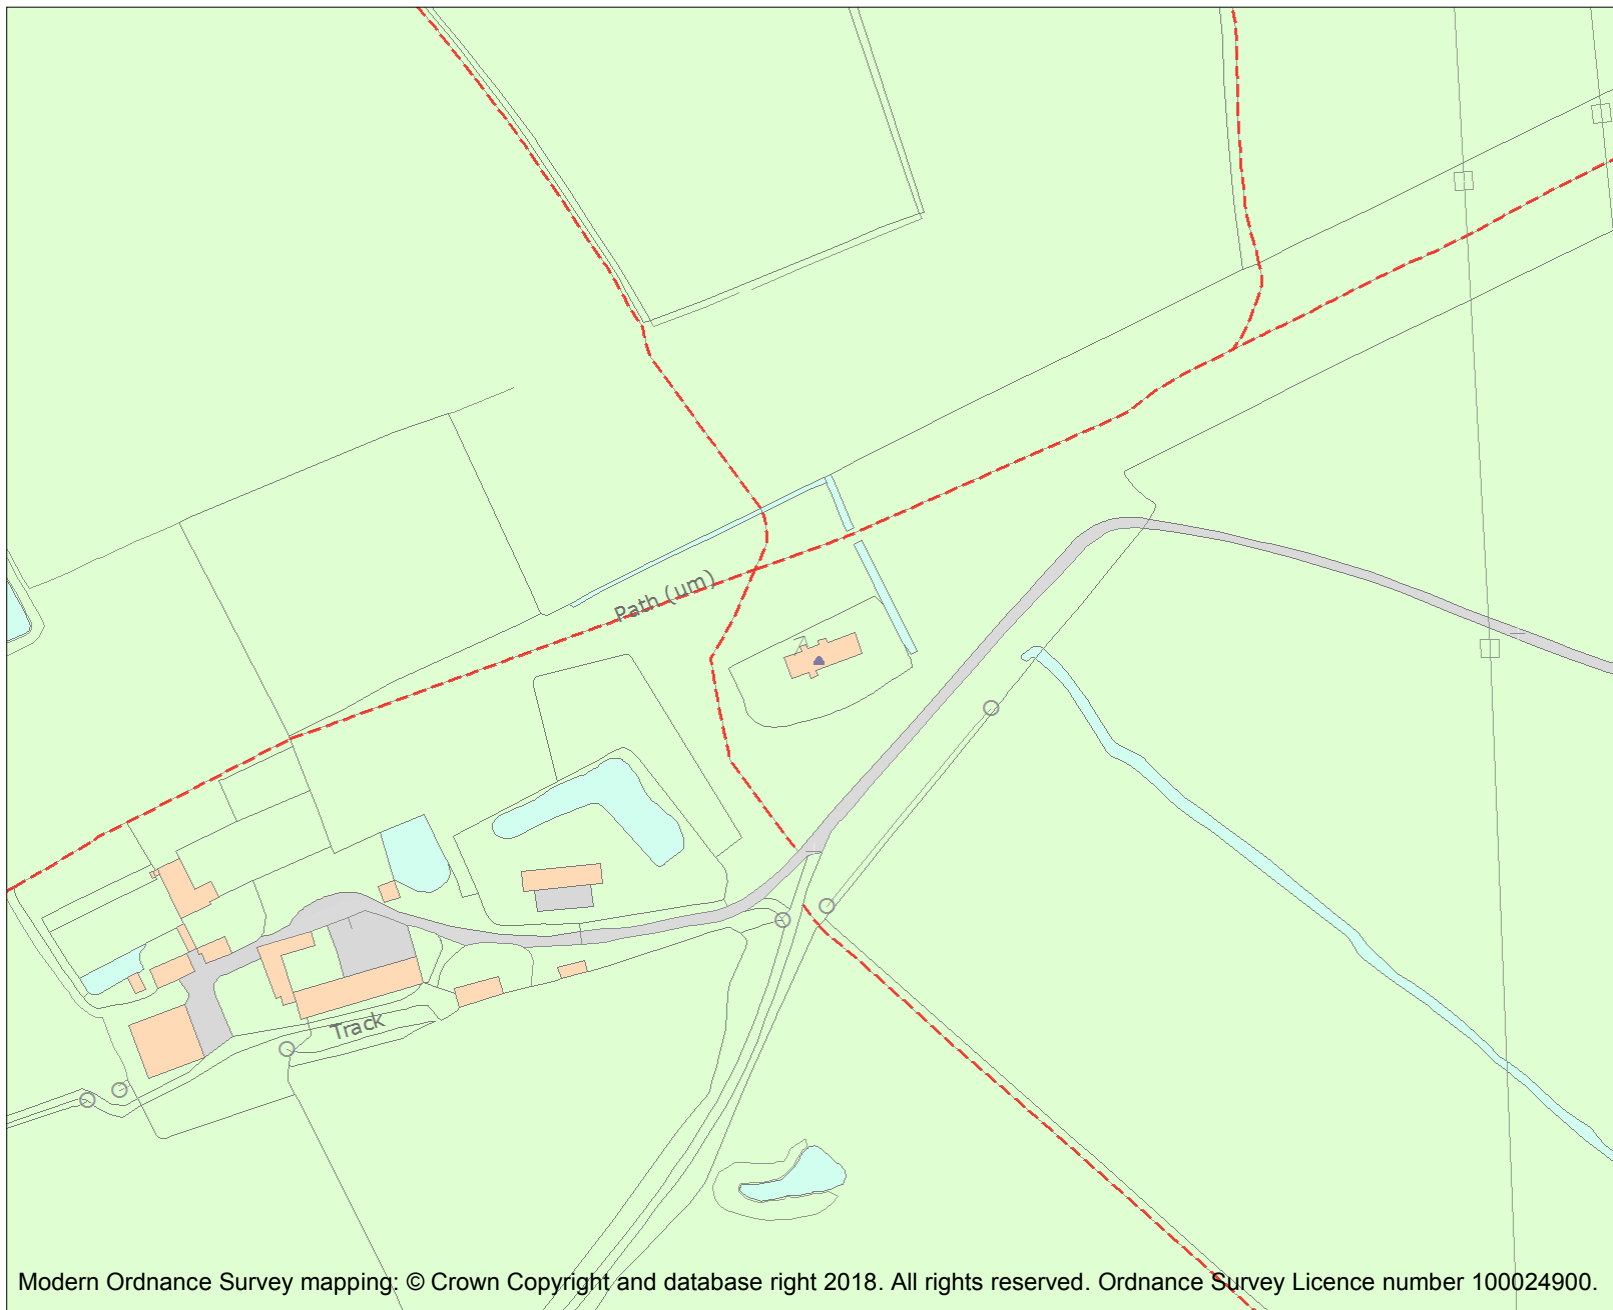 Path (um)
Track
Modern Ordnance Survey mapping: © Crown Copyright and database right 2018. All rights reserved. Ordnance Survey Licence number 100024900.